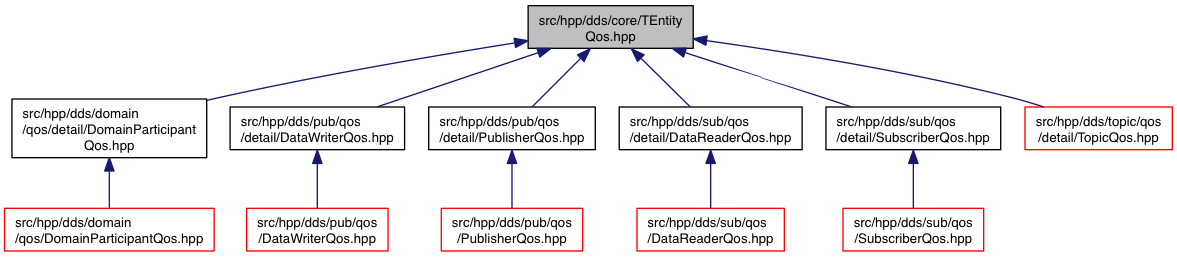 src/hpp/dds/core/TEntity
Qos.hpp
src/hpp/dds/domain
/qos/detail/DomainParticipant
Qos.hpp
src/hpp/dds/pub/qos
/detail/DataWriterQos.hpp
src/hpp/dds/pub/qos
/detail/PublisherQos.hpp
src/hpp/dds/sub/qos
/detail/DataReaderQos.hpp
src/hpp/dds/sub/qos
/detail/SubscriberQos.hpp
src/hpp/dds/topic/qos
/detail/TopicQos.hpp
src/hpp/dds/domain
/qos/DomainParticipantQos.hpp
src/hpp/dds/pub/qos
/DataWriterQos.hpp
src/hpp/dds/pub/qos
/PublisherQos.hpp
src/hpp/dds/sub/qos
/DataReaderQos.hpp
src/hpp/dds/sub/qos
/SubscriberQos.hpp